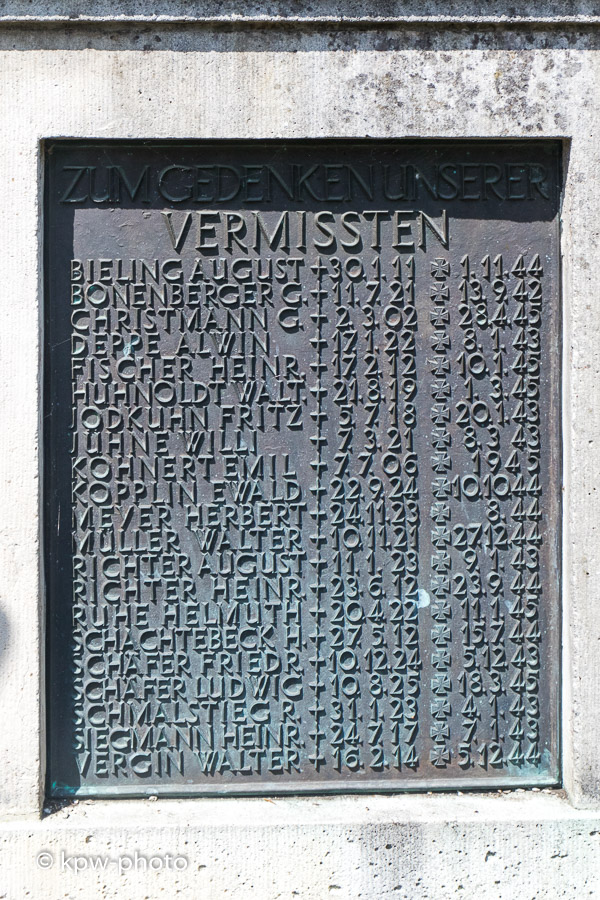 ZUM GEDENKEN UNSERER
VERMISSTEN
BIELING AUGUST + 30.1.11 ✠ 1.11.44
BONENBERGER G. + 11.7.21 ✠ 13.9.42
CHRISTMANN G + 2.3.02 ✠ 28.4.45
DEPPE ALWIN + 17.1.22 ✠ 8.1.43
FISCHER HEINR. + 17.2.12 ✠ 10.1.45
HUHNOLDT WALT. + 21.8.19 ✠ 1.3.45
JODKUHN FRITZ + 5.7.18 ✠ 20.1.43
JÜHNE WILLI + 7.3.21 ✠ 8.3.43
KOHNERT EMIL + 7.7.06 ✠ 1945
KOPPLIN EWALD + 22.9.24 ✠ 10.10.44
MEYER HERBERT + 24.11.23 ✠ 8.44
MÜLLER WALTER + 10.11.21 ✠ 27.12.44
RICHTER AUGUST + 1.1.23 ✠ 9.1.43
RICHTER HEINR. + 23.6.12 ✠ 23.9.44
RUHE HELMUTH + 20.4.22 ✠ 11.1.45
SCHACHTEBECK H. + 27.5.12 ✠ 15.7.44
SCHÄFER FRIEDR. + 10.12.24 ✠ 5.12.43
SCHÄFER LUDWIG + 10.8.25 ✠ 18.3.45
SCHMALSTIEG R. + 31.1.23 ✠ 4.1.43
SIEGMANN HEINR. + 24.7.17 ✠ 7.1.43
VERGIN WALTER + 16.2.14 ✠ 5.12.44
© kpw-photo